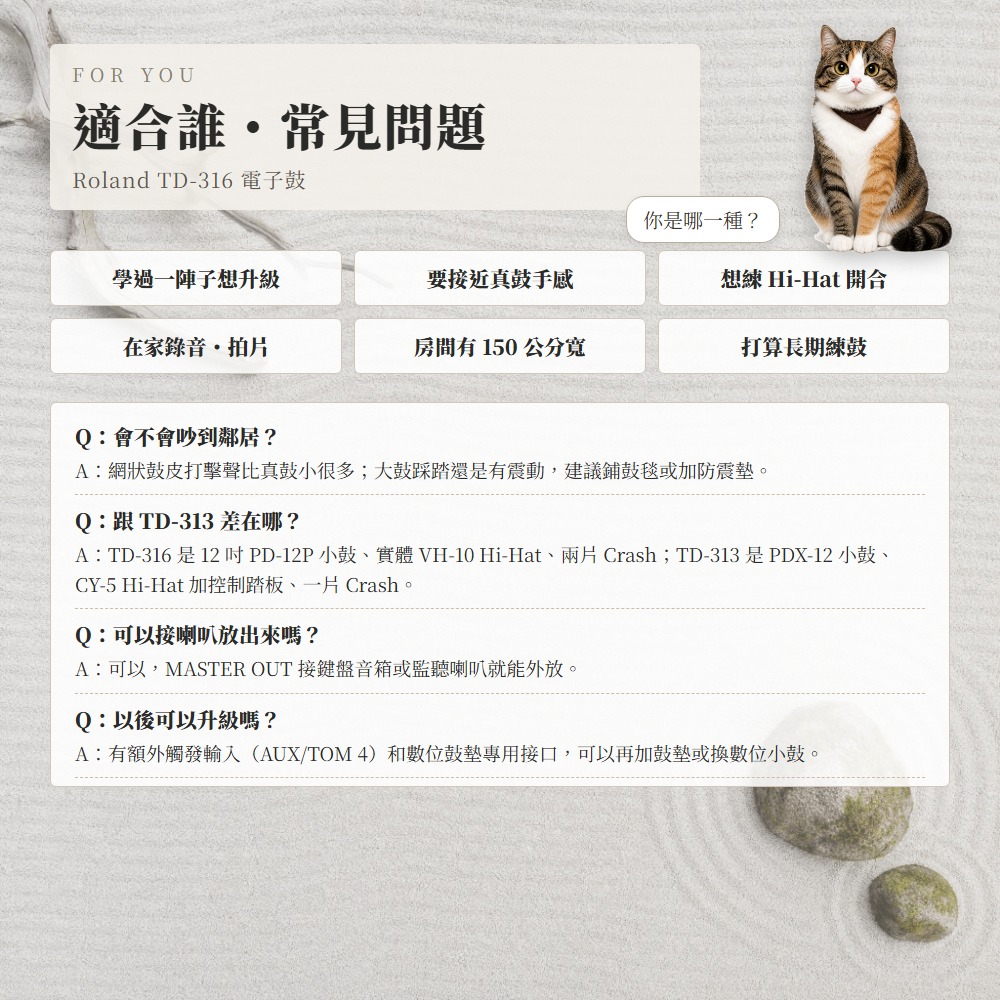 FOR YOU
適合誰・常見問題
Roland TD-316 電子鼓
你是哪一種？
學過一陣子想升級
要接近真鼓手感
想練 Hi-Hat 開合
在家錄音・拍片
房間有 150 公分寬
打算長期練鼓
Q：會不會吵到鄰居？
A：網狀鼓皮打擊聲比真鼓小很多；大鼓踩踏還是有震動，建議鋪鼓毯或加防震墊。
Q：跟 TD-313 差在哪？
A：TD-316 是 12 吋 PD-12P 小鼓、實體 VH-10 Hi-Hat、兩片 Crash；TD-313 是 PDX-12 小鼓、
CY-5 Hi-Hat 加控制踏板、一片 Crash。
Q：可以接喇叭放出來嗎？
A：可以，MASTER OUT 接鍵盤音箱或監聽喇叭就能外放。
Q：以後可以升級嗎？
A：有額外觸發輸入（AUX/TOM 4）和數位鼓墊專用接口，可以再加鼓墊或換數位小鼓。